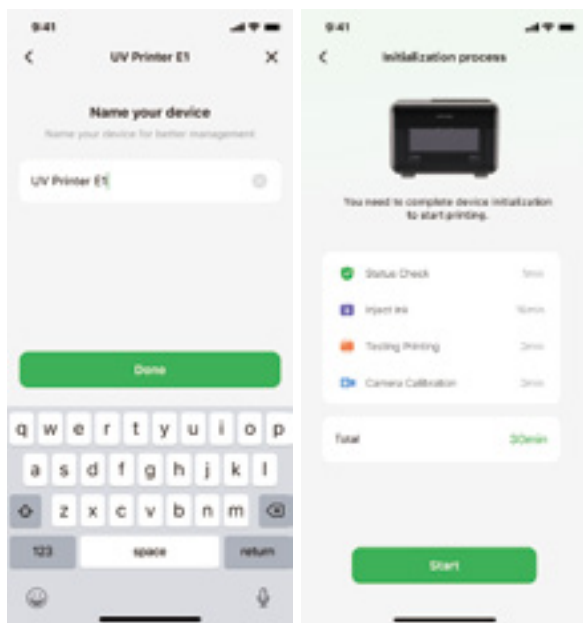 9:41
UV Printer E1
Name your device
Name your device for better management
UV Printer E1
Done
q w e r t y u i o p
a s d f g h j k l
z x c v b n m
123 space return
9:41
Initialization process
You need to complete device initialization
to start printing.
Status Check
Inject Ink
Testing Printing
Camera Calibration
Total 30min
Start